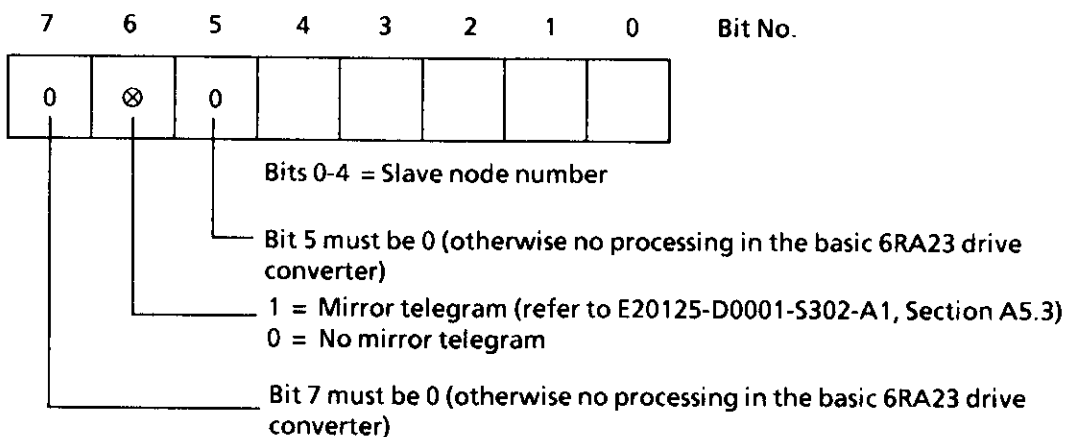 7 6 5 4 3 2 1 0 Bit No.
0 ⊗ 0
Bits 0-4 = Slave node number
Bit 5 must be 0 (otherwise no processing in the basic 6RA23 drive
converter)
1 = Mirror telegram (refer to E20125-D0001-S302-A1, Section A5.3)
0 = No mirror telegram
Bit 7 must be 0 (otherwise no processing in the basic 6RA23 drive
converter)